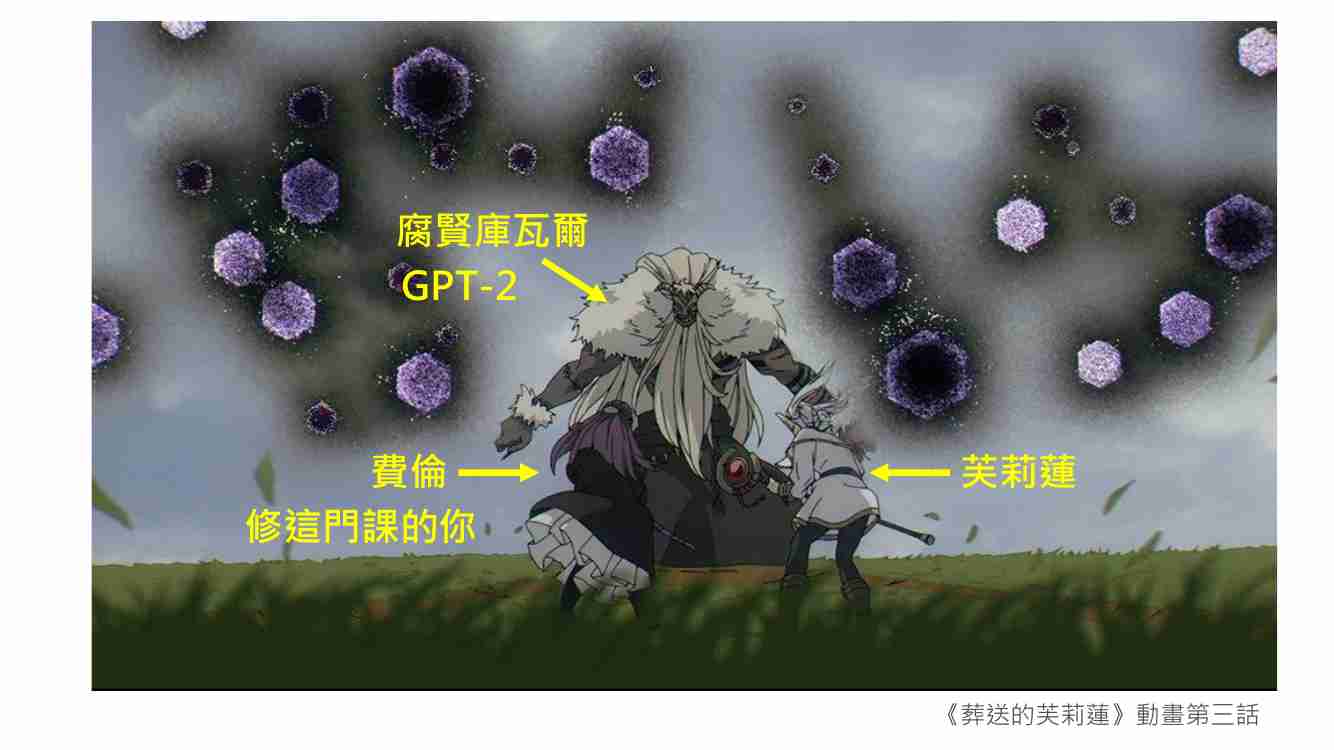 腐賢庫瓦爾
GPT-2
費倫
芙莉蓮
修這門課的你
《葬送的芙莉蓮》動畫第三話